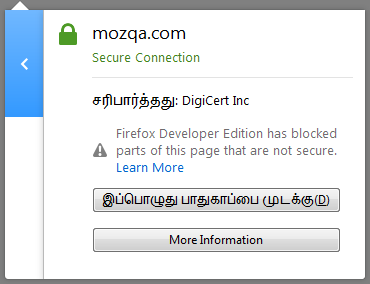 mozqa.com
Secure Connection
சரிபார்த்தது: DigiCert Inc
Firefox Developer Edition has blocked
parts of this page that are not secure.
Learn More
இப்பொழுது பாதுகாப்பை முடக்கு(D)
More Information